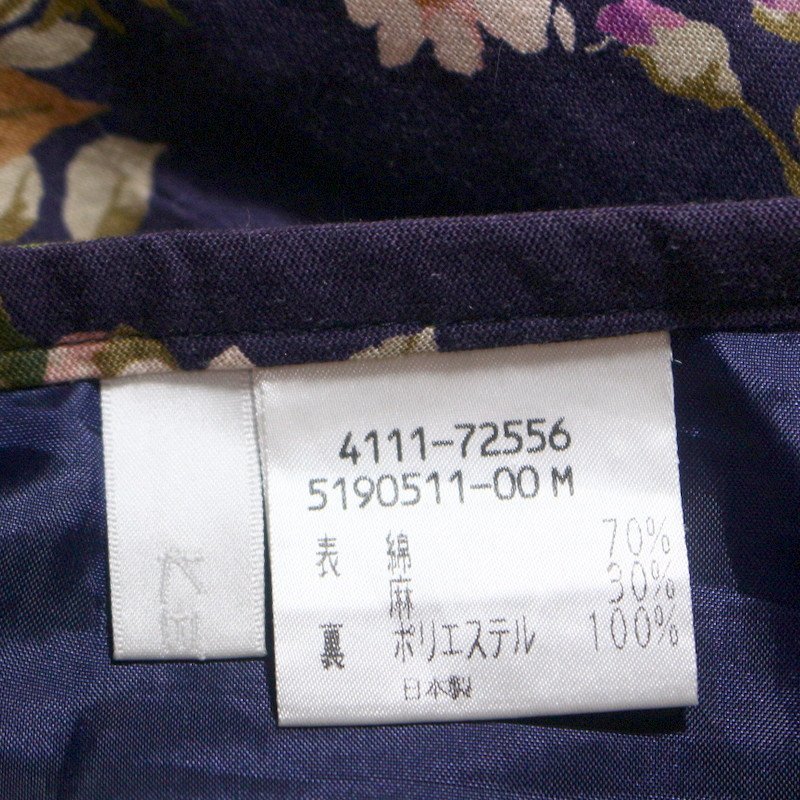 4111-72556
5190511-00 M
表 綿 70%
麻 30%
裏 ポリエステル 100%
日本製